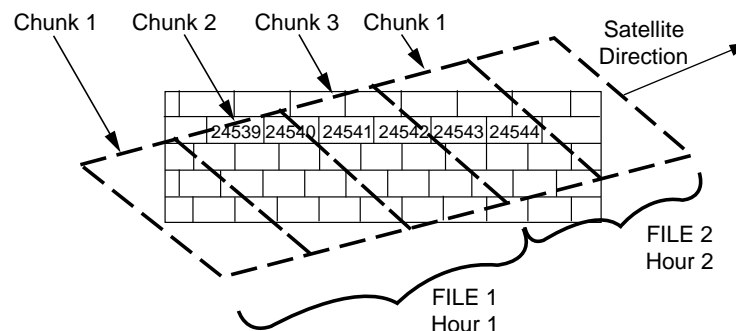 Chunk 1 Chunk 2 Chunk 3 Chunk 1
Satellite
Direction
24539 24540 24541 24542 24543 24544
FILE 2
Hour 2
FILE 1
Hour 1